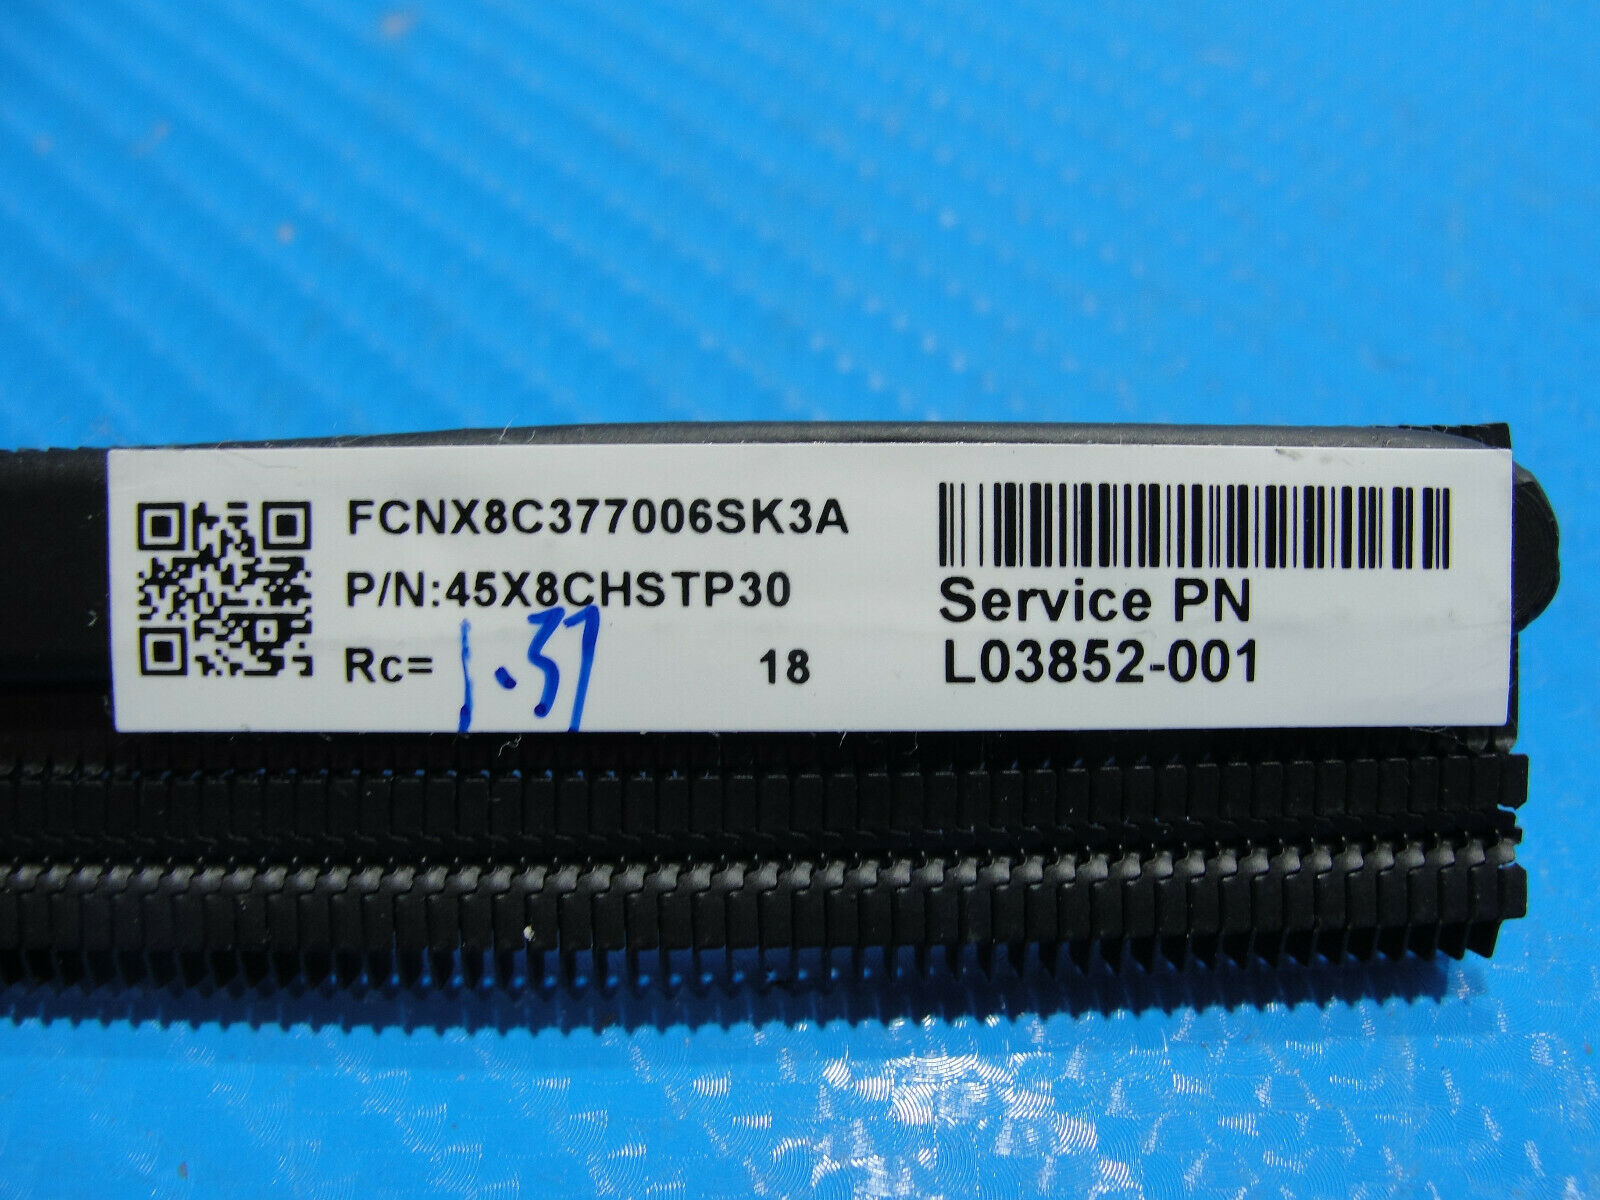 FCNX8C377006SK3A
P/N:45X8CHSTP30
Rc= 1.37 18
Service PN
L03852-001